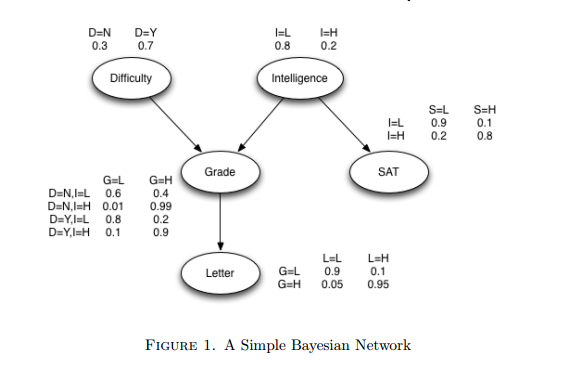 D=N D=Y
0.3 0.7
I=L I=H
0.8 0.2
Difficulty
Intelligence
S=L S=H
I=L 0.9 0.1
I=H 0.2 0.8
Grade
SAT
G=L G=H
D=N,I=L 0.6 0.4
D=N,I=H 0.01 0.99
D=Y,I=L 0.8 0.2
D=Y,I=H 0.1 0.9
Letter
L=L L=H
G=L 0.9 0.1
G=H 0.05 0.95
FIGURE 1. A Simple Bayesian Network